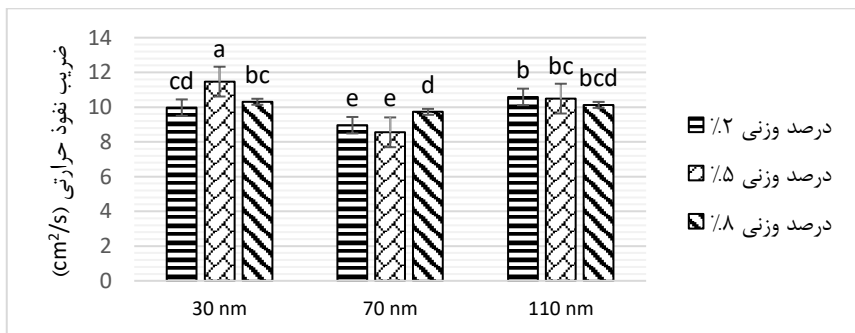 ضریب نفوذ حرارتی (cm²/s)
14
12
10
8
6
4
2
0
cd
a
bc
e
e
d
b
bc
bcd
30 nm
70 nm
110 nm
درصد وزنی ۲٪
درصد وزنی ۵٪
درصد وزنی ۸٪